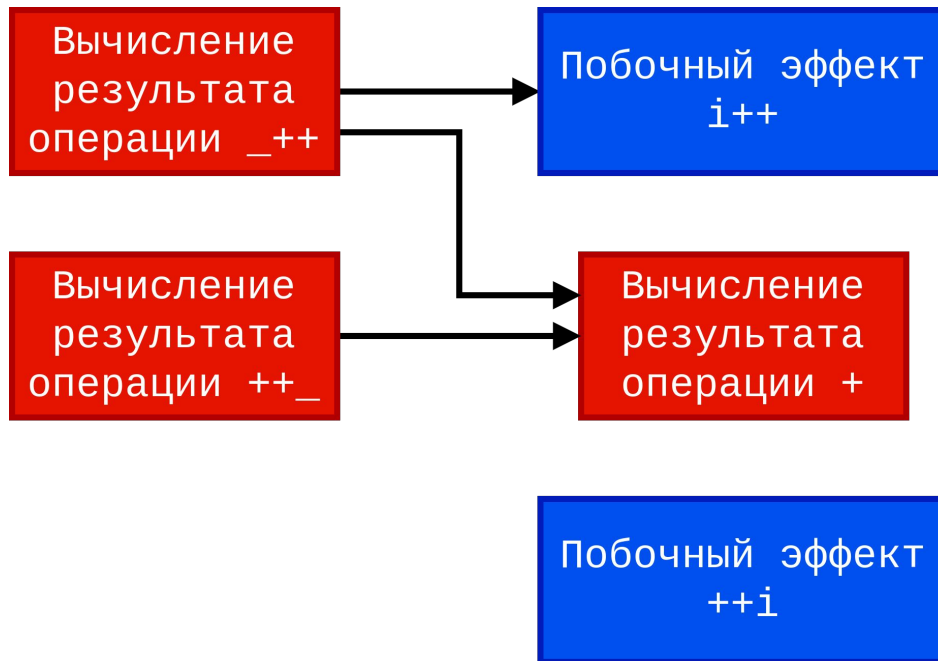 Вычисление
результата
операции _++
Побочный эффект
i++
Вычисление
результата
операции ++_
Вычисление
результата
операции +
Побочный эффект
++i